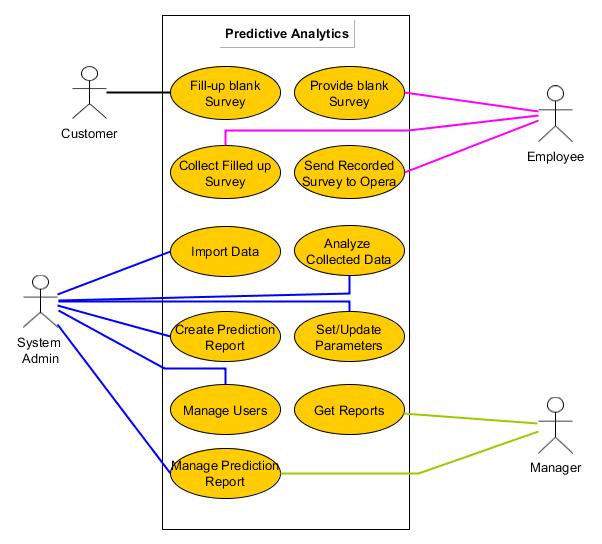 Predictive Analytics
Fill-up blank
Survey
Provide blank
Survey
Customer
Employee
Collect Filled up
Survey
Send Recorded
Survey to Opera
Import Data
Analyze
Collected Data
System
Admin
Create Prediction
Report
Set/Update
Parameters
Manage Users
Get Reports
Manager
Manage Prediction
Report